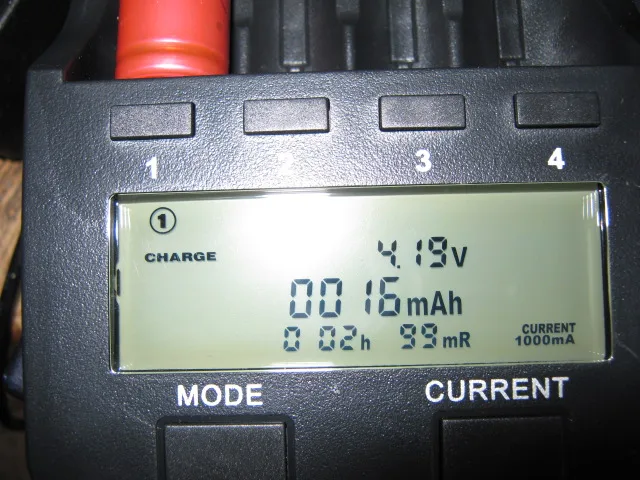 1 2 3 4
1
CHARGE
4.19V
0016mAh
0 02h 99mR
CURRENT
1000mA
MODE CURRENT